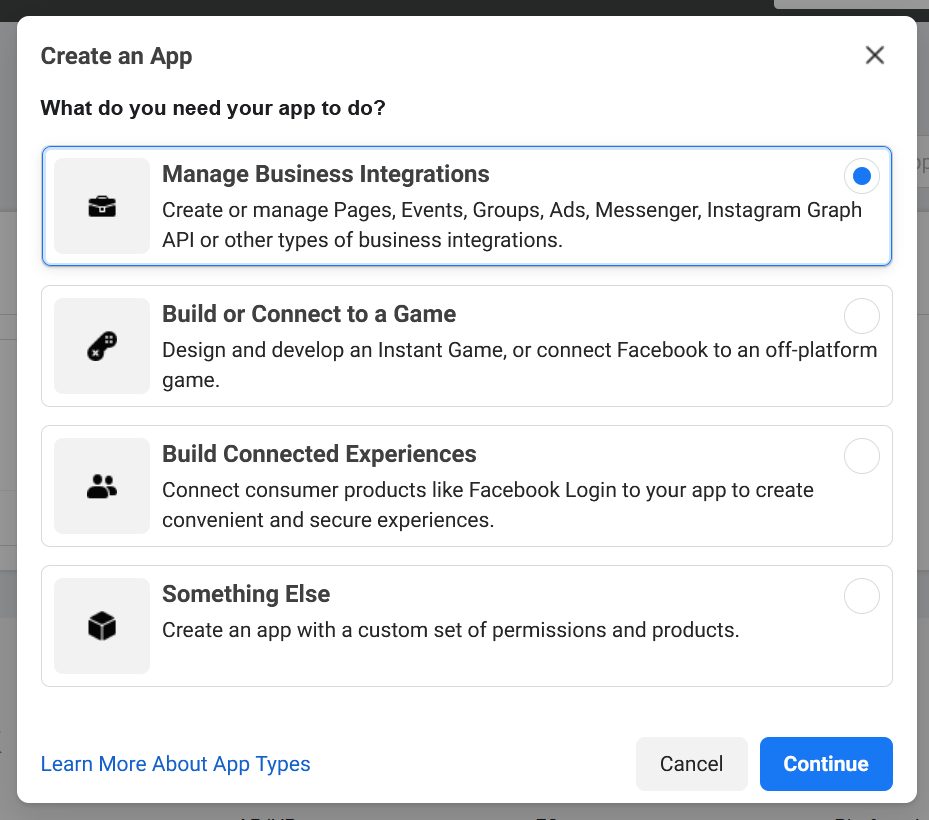 Create an App
What do you need your app to do?
Manage Business Integrations
Create or manage Pages, Events, Groups, Ads, Messenger, Instagram Graph
API or other types of business integrations.
Build or Connect to a Game
Design and develop an Instant Game, or connect Facebook to an off-platform
game.
Build Connected Experiences
Connect consumer products like Facebook Login to your app to create
convenient and secure experiences.
Something Else
Create an app with a custom set of permissions and products.
Learn More About App Types
Cancel
Continue